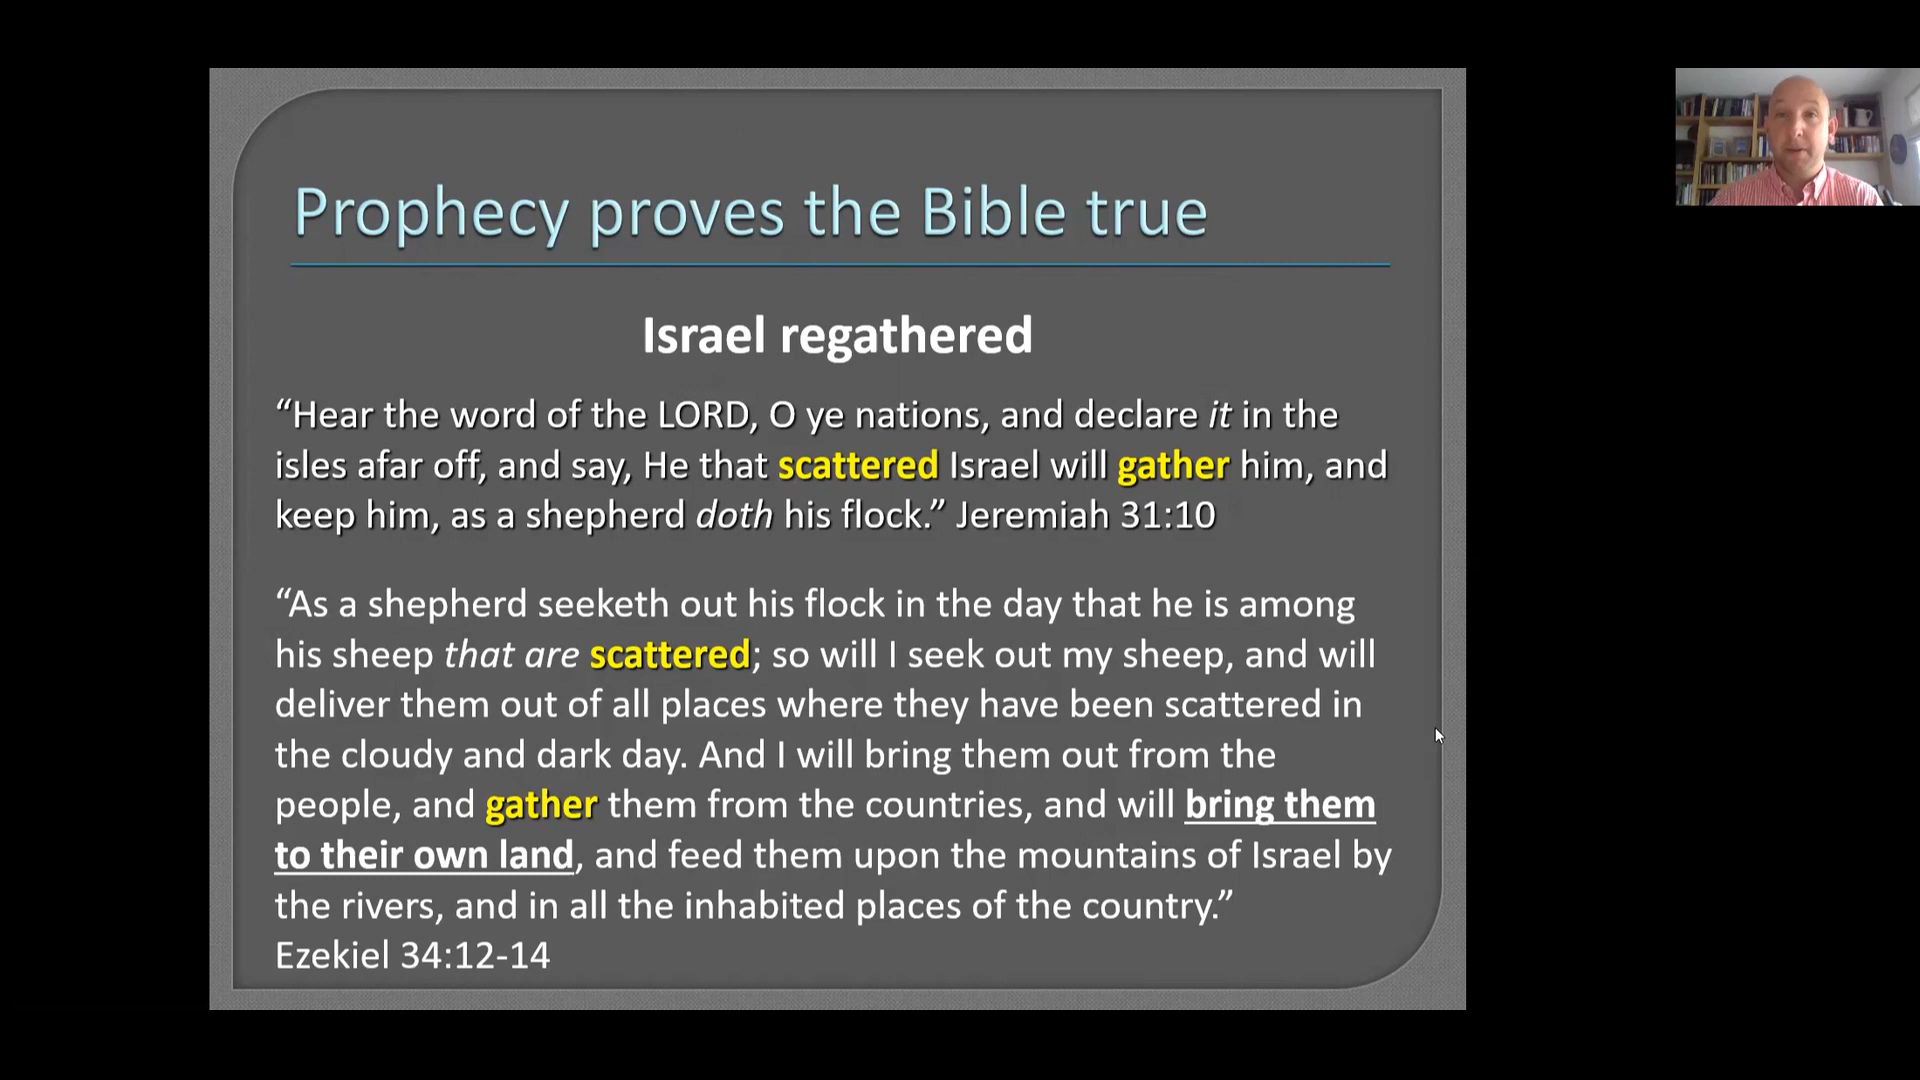 Prophecy proves the Bible true
Israel regathered
“Hear the word of the LORD, O ye nations, and declare it in the
isles afar off, and say, He that scattered Israel will gather him, and
keep him, as a shepherd doth his flock.” Jeremiah 31:10
“As a shepherd seeketh out his flock in the day that he is among
his sheep that are scattered; so will I seek out my sheep, and will
deliver them out of all places where they have been scattered in
the cloudy and dark day. And I will bring them out from the
people, and gather them from the countries, and will bring them
to their own land, and feed them upon the mountains of Israel by
the rivers, and in all the inhabited places of the country.”
Ezekiel 34:12-14